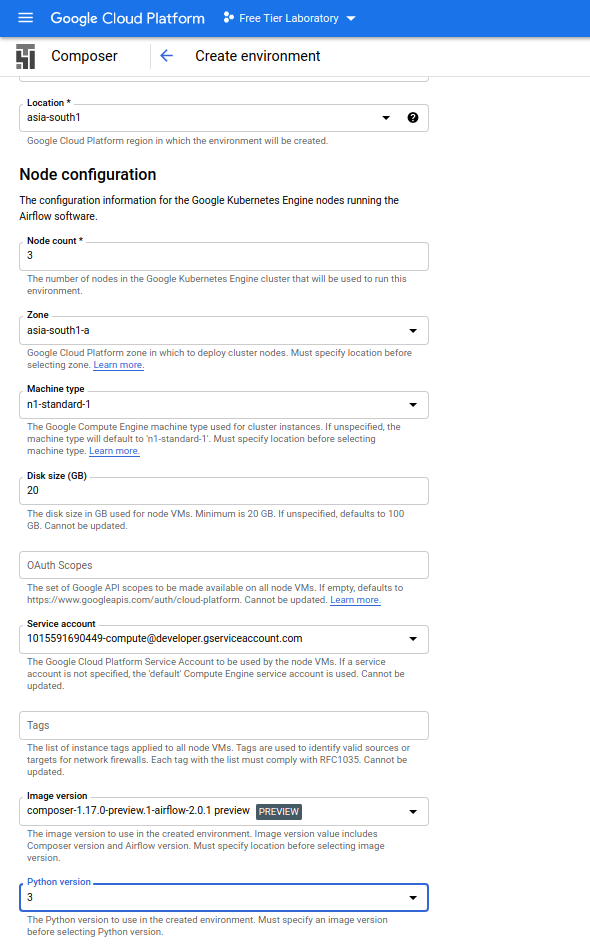 Google Cloud Platform
Free Tier Laboratory
Composer
Create environment
Location *
asia-south1
Google Cloud Platform region in which the environment will be created.
Node configuration
The configuration information for the Google Kubernetes Engine nodes running the
Airflow software.
Node count *
3
The number of nodes in the Google Kubernetes Engine cluster that will be used to run this
environment.
Zone
asia-south1-a
Google Cloud Platform zone in which to deploy cluster nodes. Must specify location before
selecting zone. Learn more.
Machine type
n1-standard-1
The Google Compute Engine machine type used for cluster instances. If unspecified, the
machine type will default to 'n1-standard-1'. Must specify location before selecting
machine type. Learn more.
Disk size (GB)
20
The disk size in GB used for node VMs. Minimum is 20 GB. If unspecified, defaults to 100
GB. Cannot be updated.
OAuth Scopes
The set of Google API scopes to be made available on all node VMs. If empty, defaults to
https://www.googleapis.com/auth/cloud-platform. Cannot be updated. Learn more.
Service account
1015591690449-compute@developer.gserviceaccount.com
The Google Cloud Platform Service Account to be used by the node VMs. If a service
account is not specified, the 'default' Compute Engine service account is used. Cannot be
updated.
Tags
The list of instance tags applied to all node VMs. Tags are used to identify valid sources or
targets for network firewalls. Each tag with the list must comply with RFC1035. Cannot be
updated.
Image version
composer-1.17.0-preview.1-airflow-2.0.1 preview PREVIEW
The image version to use in the created environment. Image version value includes
Composer version and Airflow version. Must specify location before selecting image
version.
Python version
3
The Python version to use in the created environment. Must specify an image version
before selecting Python version.